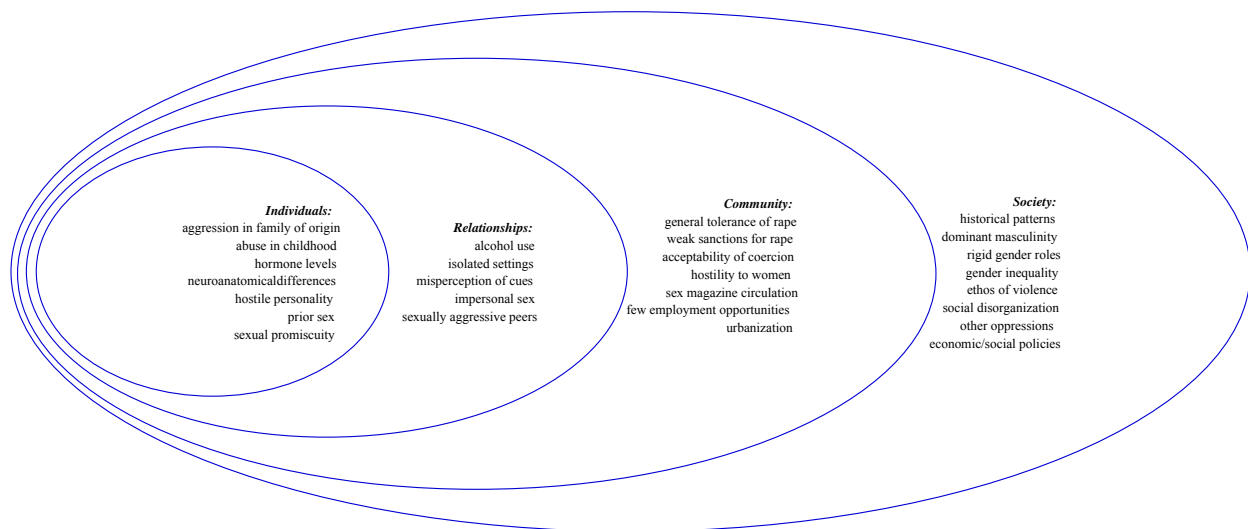 Individuals:
aggression in family of origin
abuse in childhood
hormone levels
neuroanatomicaldifferences
hostile personality
prior sex
sexual promiscuity
Relationships:
alcohol use
isolated settings
misperception of cues
impersonal sex
sexually aggressive peers
Community:
general tolerance of rape
weak sanctions for rape
acceptability of coercion
hostility to women
sex magazine circulation
few employment opportunities
urbanization
Society:
historical patterns
dominant masculinity
rigid gender roles
gender inequality
ethos of violence
social disorganization
other oppressions
economic/social policies